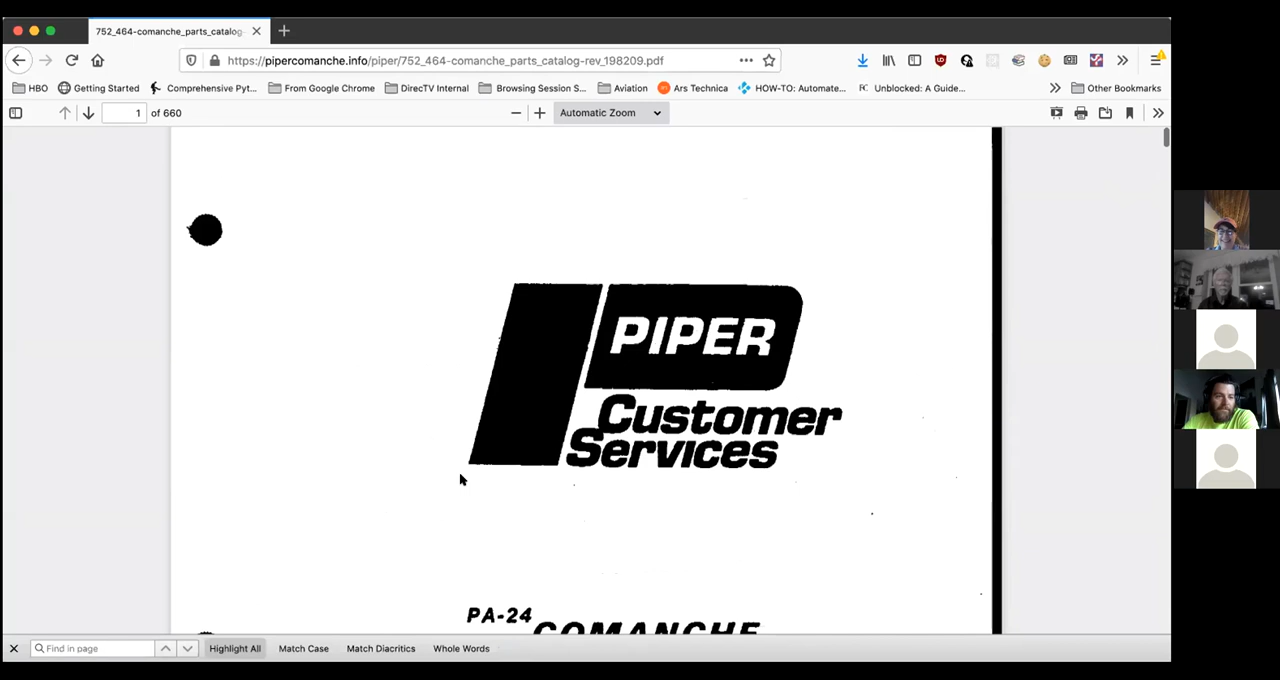 752_464-comanche_parts_catalog-
https://pipercomanche.info/piper/752_464-comanche_parts_catalog-rev_198209.pdf
HBO Getting Started Comprehensive Pyt... From Google Chrome DirecTV Internal Browsing Session S... Aviation Ars Technica HOW-TO: Automate... Unblocked: A Guide... Other Bookmarks
1 of 660 Automatic Zoom
PIPER
Customer
Services
PA-24
COMANCHE
Find in page Highlight All Match Case Match Diacritics Whole Words